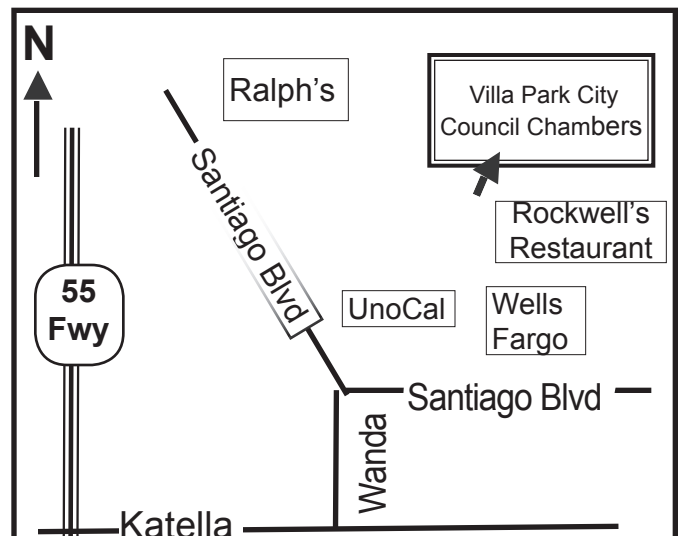 N
Ralph's
Villa Park City
Council Chambers
Santiago Blvd
Rockwell's
Restaurant
55
Fwy
UnoCal
Wells
Fargo
Santiago Blvd
Wanda
Katella